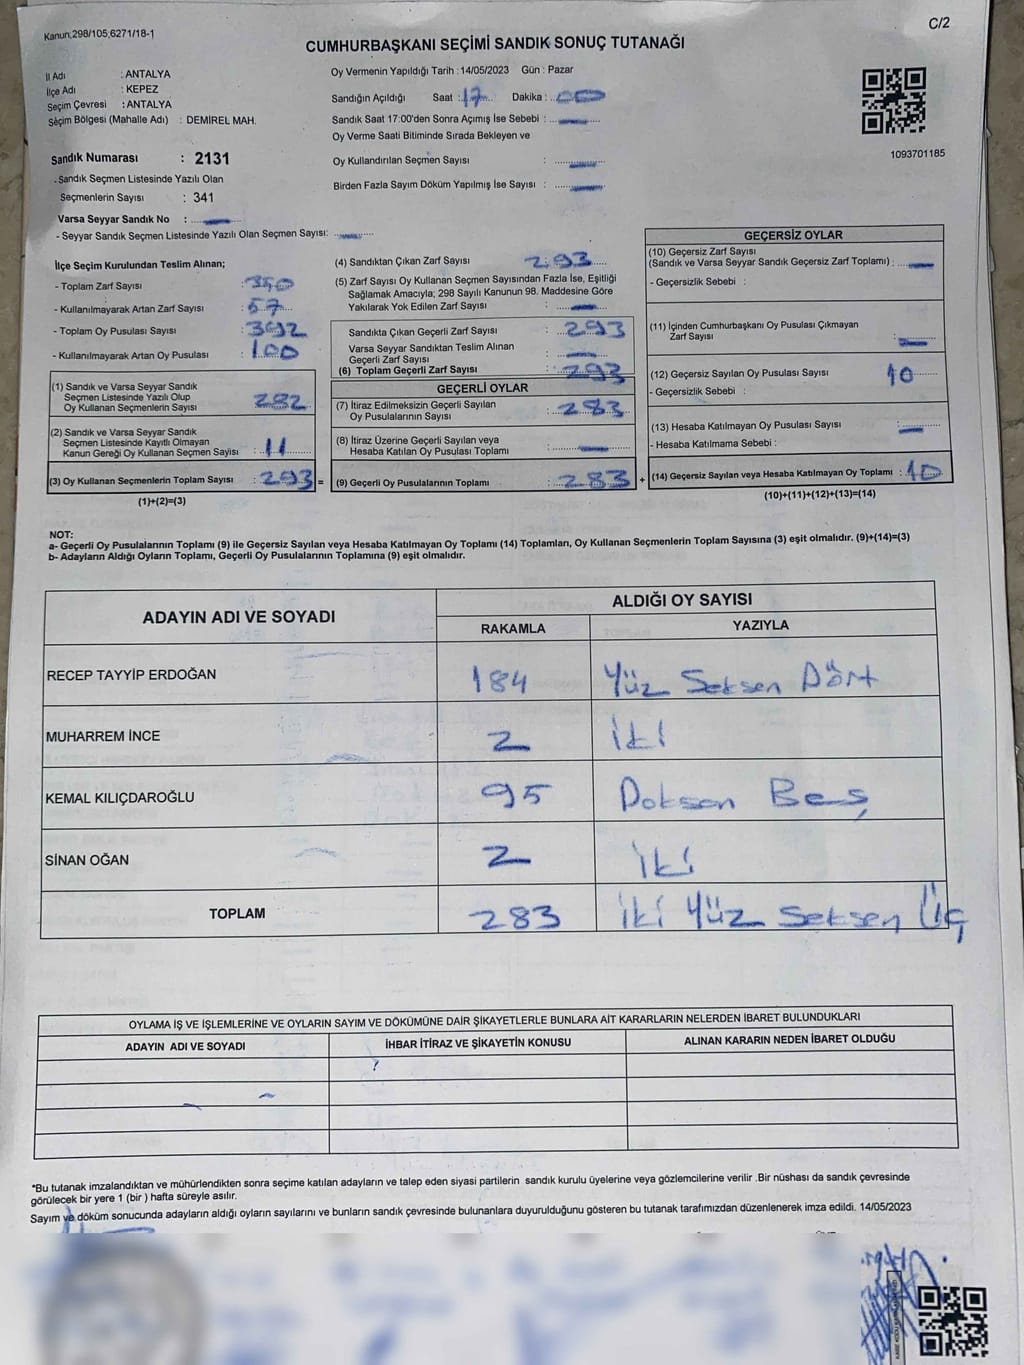 Kanun;298/105;6271/18-1
C/2
CUMHURBAŞKANI SEÇİMİ SANDIK SONUÇ TUTANAĞI
İl Adı : ANTALYA
İlçe Adı : KEPEZ
Seçim Çevresi : ANTALYA
Seçim Bölgesi (Mahalle Adı) : DEMİREL MAH.
Sandık Numarası : 2131
- Sandık Seçmen Listesinde Yazılı Olan
Seçmenlerin Sayısı : 341
Varsa Seyyar Sandık No :
- Seyyar Sandık Seçmen Listesinde Yazılı Olan Seçmen Sayısı:
Oy Vermenin Yapıldığı Tarih : 14/05/2023 Gün : Pazar
Sandığın Açıldığı Saat : 17 Dakika : 00
Sandık Saat 17:00'den Sonra Açımış İse Sebebi :
Oy Verme Saati Bitiminde Sırada Bekleyen ve
Oy Kullandırılan Seçmen Sayısı :
Birden Fazla Sayım Döküm Yapılmış İse Sayısı :
1093701185
İlçe Seçim Kurulundan Teslim Alınan;
- Toplam Zarf Sayısı : 350
- Kullanılmayarak Artan Zarf Sayısı : 57
- Toplam Oy Pusulası Sayısı : 392
- Kullanılmayarak Artan Oy Pusulası : 100
(1) Sandık ve Varsa Seyyar Sandık
Seçmen Listesinde Yazılı Olup
Oy Kullanan Seçmenlerin Sayısı : 282
(2) Sandık ve Varsa Seyyar Sandık
Seçmen Listesinde Kayıtlı Olmayan
Kanun Gereği Oy Kullanan Seçmen Sayısı : 11
(3) Oy Kullanan Seçmenlerin Toplam Sayısı : 293 =
(1)+(2)=(3)
(4) Sandıktan Çıkan Zarf Sayısı : 293
(5) Zarf Sayısı Oy Kullanan Seçmen Sayısından Fazla İse, Eşitliği
Sağlamak Amacıyla; 298 Sayılı Kanunun 98. Maddesine Göre
Yakılarak Yok Edilen Zarf Sayısı :
Sandıkta Çıkan Geçerli Zarf Sayısı : 293
Varsa Seyyar Sandıktan Teslim Alınan
Geçerli Zarf Sayısı :
(6) Toplam Geçerli Zarf Sayısı : 293
GEÇERLİ OYLAR
(7) İtiraz Edilmeksizin Geçerli Sayılan
Oy Pusulalarının Sayısı : 283
(8) İtiraz Üzerine Geçerli Sayılan veya
Hesaba Katılan Oy Pusulası Toplamı :
(9) Geçerli Oy Pusulalarının Toplamı : 283 +
GEÇERSİZ OYLAR
(10) Geçersiz Zarf Sayısı
(Sandık ve Varsa Seyyar Sandık Geçersiz Zarf Toplamı) :
- Geçersizlik Sebebi :
(11) İçinden Cumhurbaşkanı Oy Pusulası Çıkmayan
Zarf Sayısı :
(12) Geçersiz Sayılan Oy Pusulası Sayısı : 10
- Geçersizlik Sebebi :
(13) Hesaba Katılmayan Oy Pusulası Sayısı :
- Hesaba Katılmama Sebebi :
(14) Geçersiz Sayılan veya Hesaba Katılmayan Oy Toplamı : 10
(10)+(11)+(12)+(13)=(14)
NOT:
a- Geçerli Oy Pusulalarının Toplamı (9) ile Geçersiz Sayılan veya Hesaba Katılmayan Oy Toplamı (14) Toplamları, Oy Kullanan Seçmenlerin Toplam Sayısına (3) eşit olmalıdır. (9)+(14)=(3)
b- Adayların Aldığı Oyların Toplamı, Geçerli Oy Pusulalarının Toplamına (9) eşit olmalıdır.
ADAYIN ADI VE SOYADI
ALDIĞI OY SAYISI
RAKAMLA YAZIYLA
RECEP TAYYİP ERDOĞAN 184 Yüz Seksen Dört
MUHARREM İNCE 2 İki
KEMAL KILIÇDAROĞLU 95 Doksan Beş
SİNAN OĞAN 2 İki
TOPLAM 283 İki Yüz Seksen Üç
OYLAMA İŞ VE İŞLEMLERİNE VE OYLARIN SAYIM VE DÖKÜMÜNE DAİR ŞİKAYETLERLE BUNLARA AİT KARARLARIN NELERDEN İBARET BULUNDUKLARI
ADAYIN ADI VE SOYADI İHBAR İTİRAZ VE ŞİKAYETİN KONUSU ALINAN KARARIN NEDEN İBARET OLDUĞU
*Bu tutanak imzalandıktan ve mühürlendikten sonra seçime katılan adayların ve talep eden siyasi partilerin sandık kurulu üyelerine veya gözlemcilerine verilir .Bir nüshası da sandık çevresinde
görülecek bir yere 1 (bir ) hafta süreyle asılır.
Sayım ve döküm sonucunda adayların aldığı oyların sayılarını ve bunların sandık çevresinde bulunanlara duyurulduğunu gösteren bu tutanak tarafımızdan düzenlenerek imza edildi. 14/05/2023